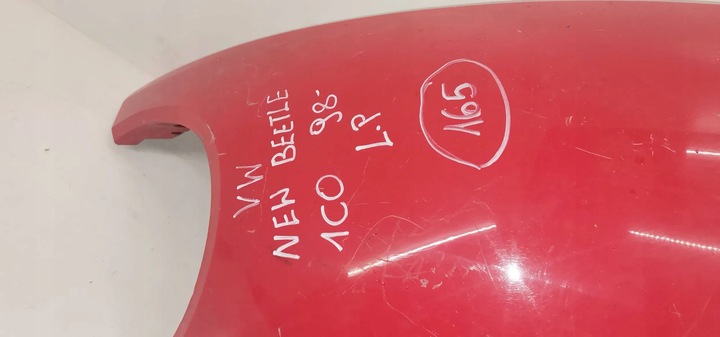 VW
NEW BEETLE
1C0 98-
L.P
165